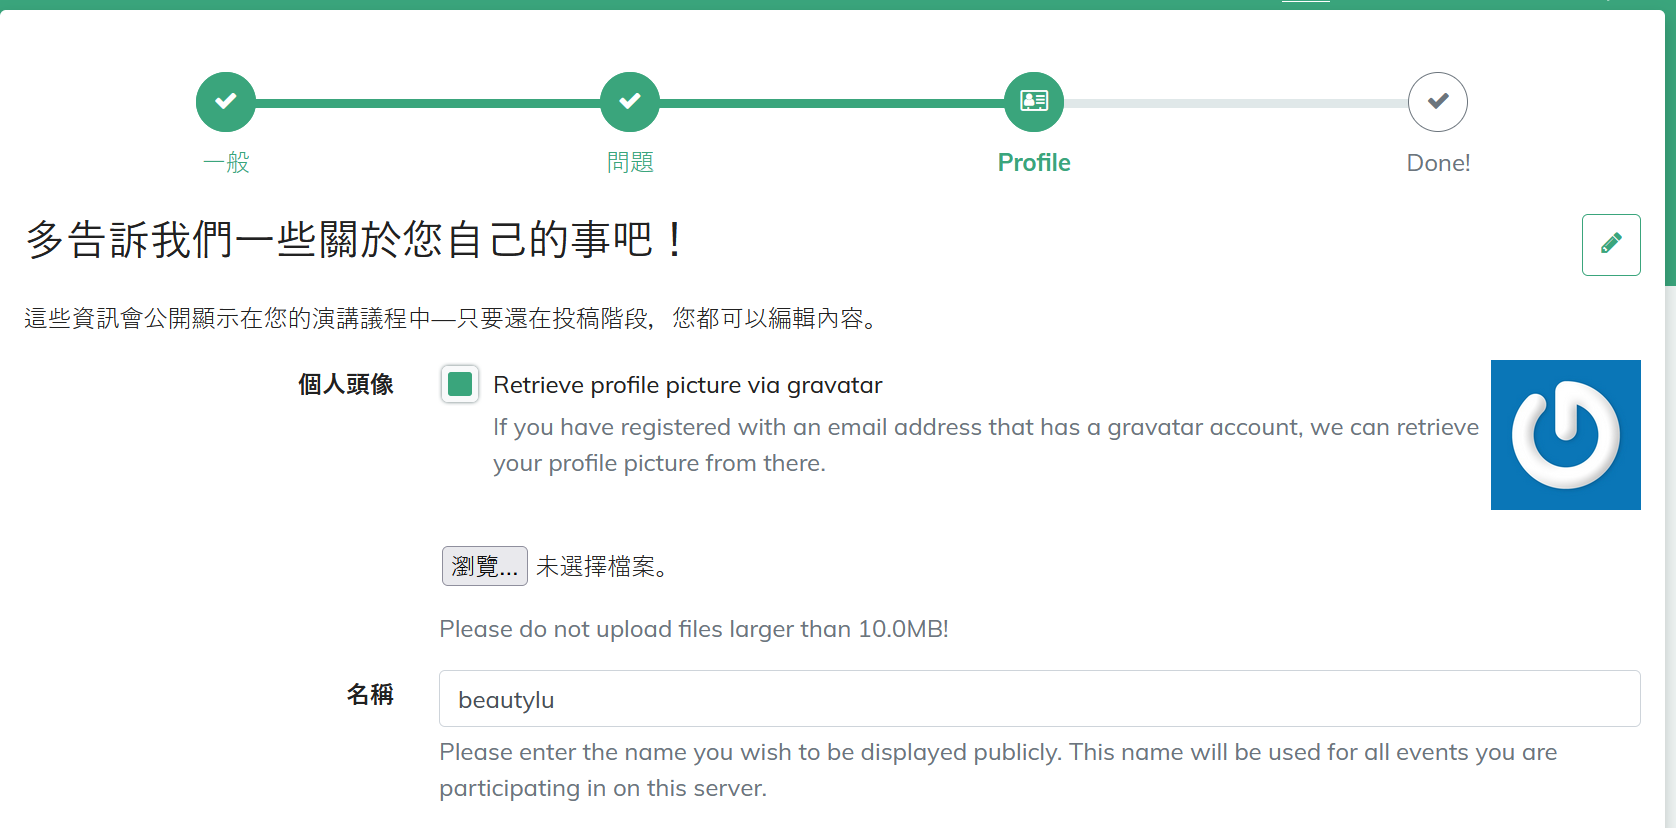 一般
問題
Profile
Done!
多告訴我們一些關於您自己的事吧！
這些資訊會公開顯示在您的演講議程中—只要還在投稿階段，您都可以編輯內容。
個人頭像
Retrieve profile picture via gravatar
If you have registered with an email address that has a gravatar account, we can retrieve
your profile picture from there.
瀏覽... 未選擇檔案。
Please do not upload files larger than 10.0MB!
名稱
beautylu
Please enter the name you wish to be displayed publicly. This name will be used for all events you are
participating in on this server.